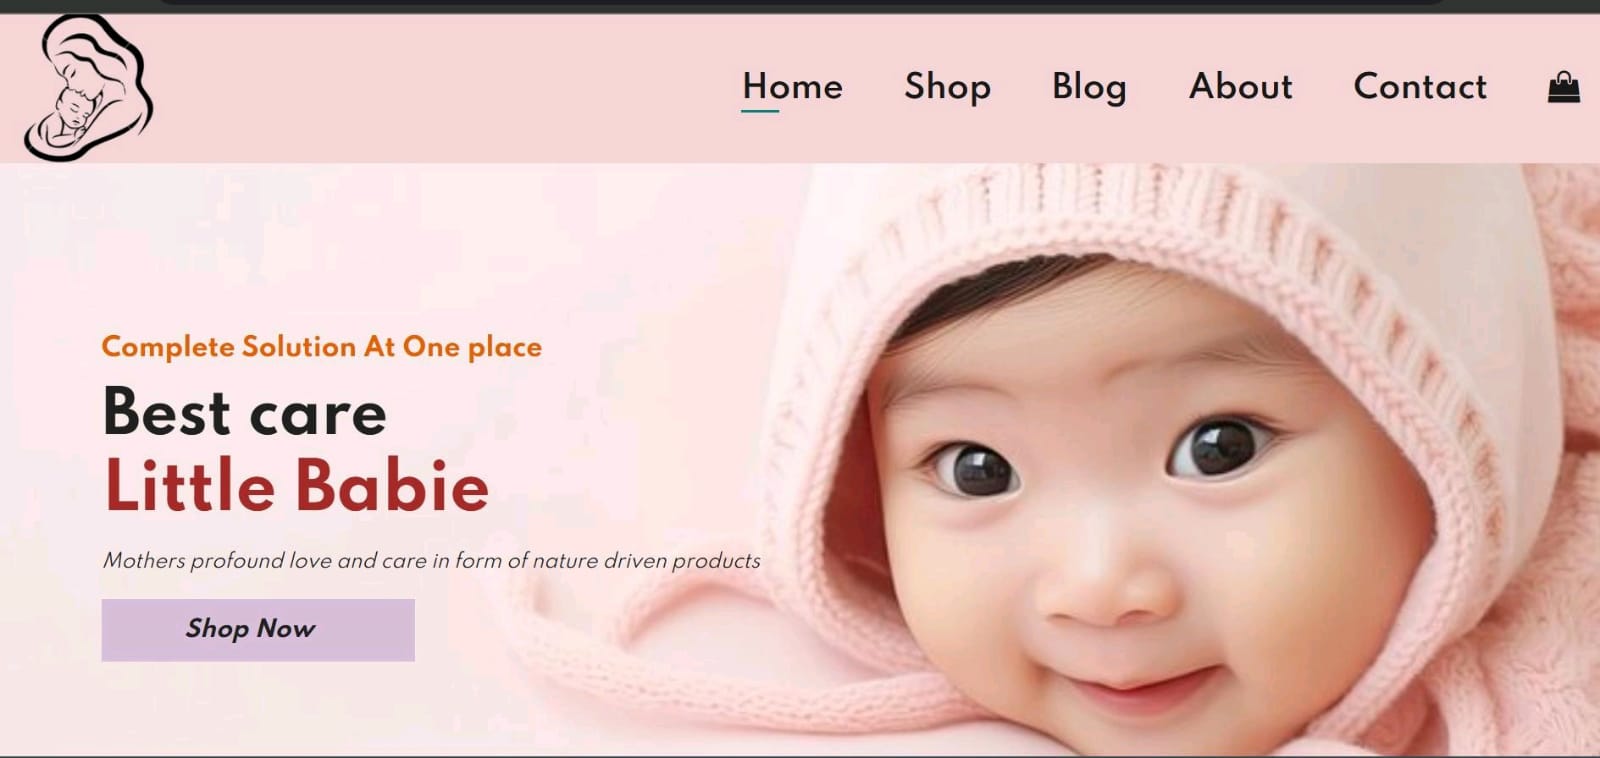 Home Shop Blog About Contact
Complete Solution At One place
Best care
Little Babie
Mothers profound love and care in form of nature driven products
Shop Now